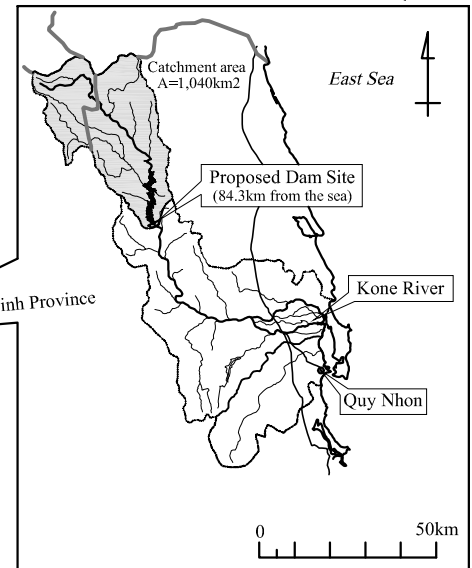 Catchment area
A=1,040km2
East Sea
Proposed Dam Site
(84.3km from the sea)
Kone River
inh Province
Quy Nhon
0 50km